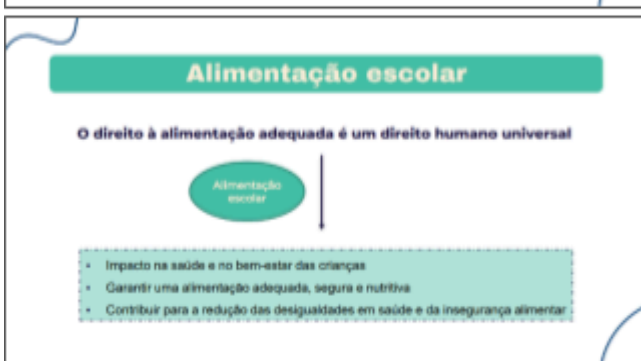 Alimentação escolar
O direito à alimentação adequada é um direito humano universal
Alimentação
escolar
• Impacto na saúde e no bem-estar das crianças
• Garantir uma alimentação adequada, segura e nutritiva
• Contribuir para a redução das desigualdades em saúde e da insegurança alimentar